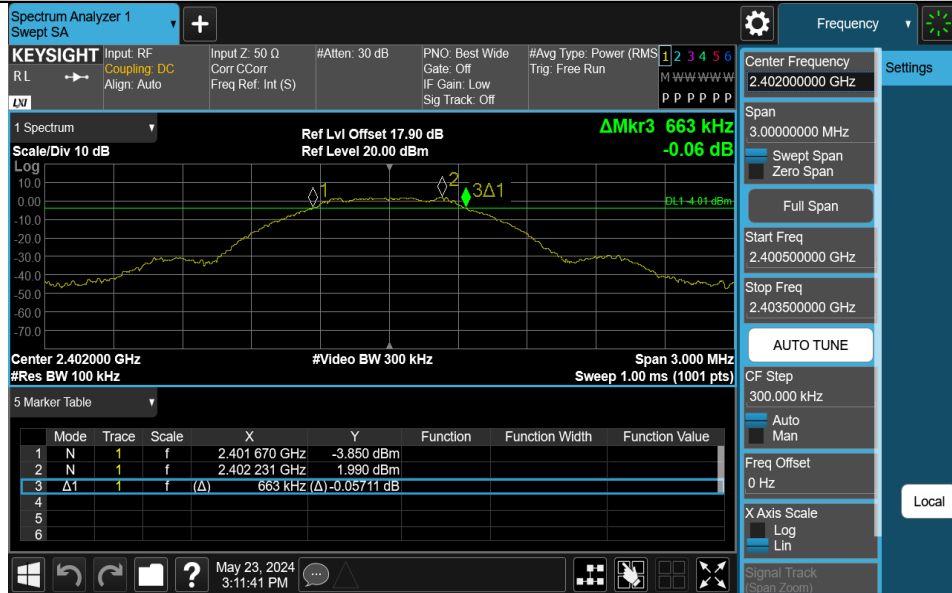 Spectrum Analyzer 1
Swept SA
+
Frequency
KEYSIGHT
RL
LXI
Input: RF
Coupling: DC
Align: Auto
Input Z: 50 Ω
Corr CCorr
Freq Ref: Int (S)
#Atten: 30 dB
PNO: Best Wide
Gate: Off
IF Gain: Low
Sig Track: Off
#Avg Type: Power (RMS
Trig: Free Run
1 2 3 4 5 6
M W W W W W
P P P P P P
1 Spectrum
Scale/Div 10 dB
Ref Lvl Offset 17.90 dB
Ref Level 20.00 dBm
ΔMkr3 663 kHz
-0.06 dB
Log
10.0
0.00
-10.0
-20.0
-30.0
-40.0
-50.0
-60.0
-70.0
1
2
3Δ1
DL1 -4.01 dBm
Center 2.402000 GHz
#Video BW 300 kHz
Span 3.000 MHz
#Res BW 100 kHz
Sweep 1.00 ms (1001 pts)
5 Marker Table
Mode Trace Scale X Y Function Function Width Function Value
1 N 1 f 2.401 670 GHz -3.850 dBm
2 N 1 f 2.402 231 GHz 1.990 dBm
3 Δ1 1 f (Δ) 663 kHz (Δ) -0.05711 dB
4
5
6
?
May 23, 2024
3:11:41 PM
Center Frequency
2.402000000 GHz
Span
3.00000000 MHz
Swept Span
Zero Span
Full Span
Start Freq
2.400500000 GHz
Stop Freq
2.403500000 GHz
AUTO TUNE
CF Step
300.000 kHz
Auto
Man
Freq Offset
0 Hz
X Axis Scale
Log
Lin
Signal Track
(Span Zoom)
Settings
Local